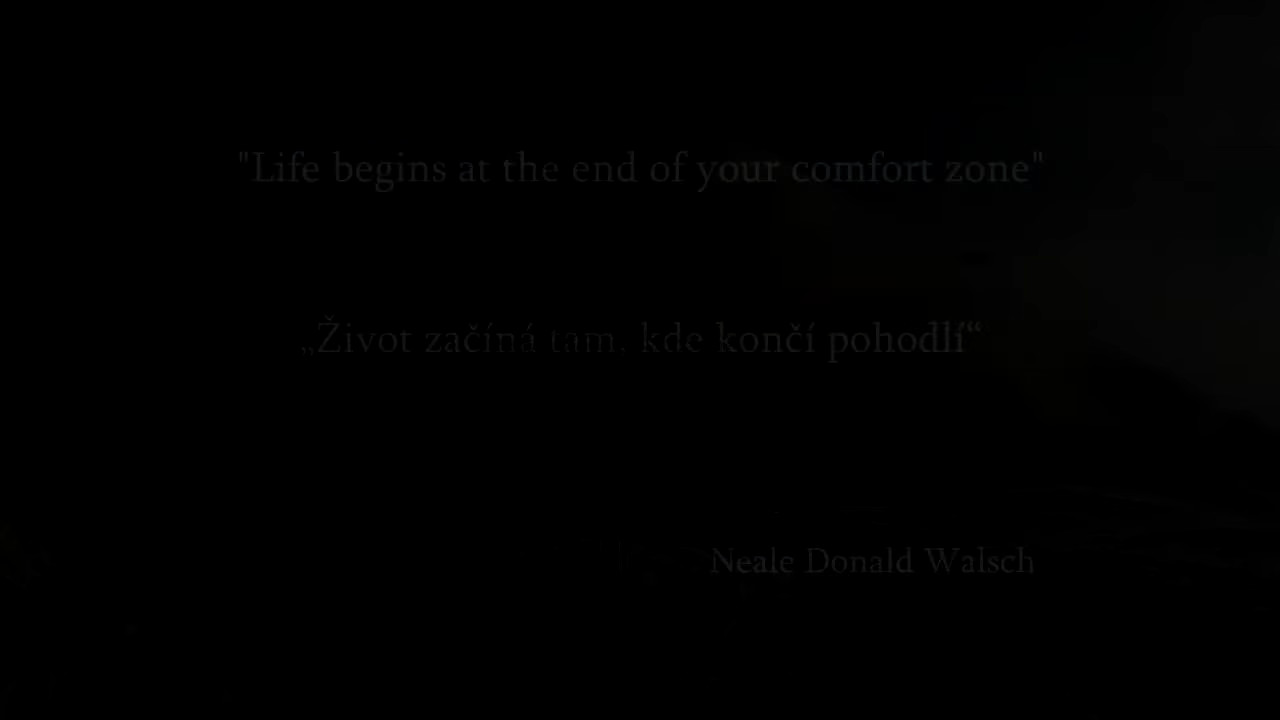 "Life begins at the end of your comfort zone"
„Život začíná tam, kde končí pohodlí“
Neale Donald Walsch